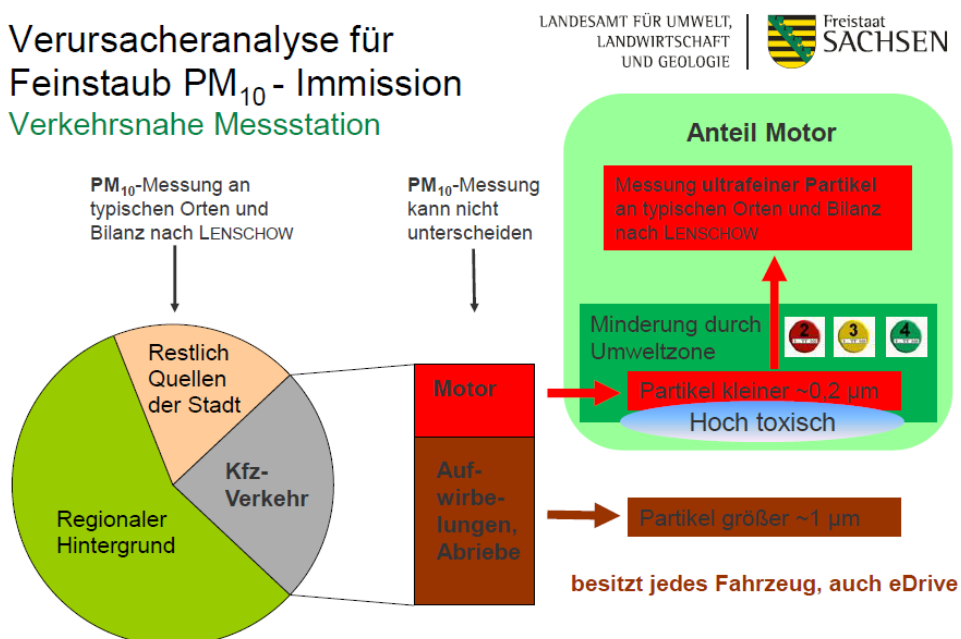 Verursacheranalyse für
Feinstaub PM10 - Immission
Verkehrsnahe Messstation
LANDESAMT FÜR UMWELT,
LANDWIRTSCHAFT
UND GEOLOGIE
Freistaat
SACHSEN
PM10-Messung an
typischen Orten und
Bilanz nach LENSCHOW
PM10-Messung
kann nicht
unterscheiden
Anteil Motor
Messung ultrafeiner Partikel
an typischen Orten und Bilanz
nach LENSCHOW
Minderung durch
Umweltzone
2
3
4
Partikel kleiner ~0,2 µm
Hoch toxisch
Restlich
Quellen
der Stadt
Kfz-
Verkehr
Regionaler
Hintergrund
Motor
Auf-
wirbe-
lungen,
Abriebe
Partikel größer ~1 µm
besitzt jedes Fahrzeug, auch eDrive